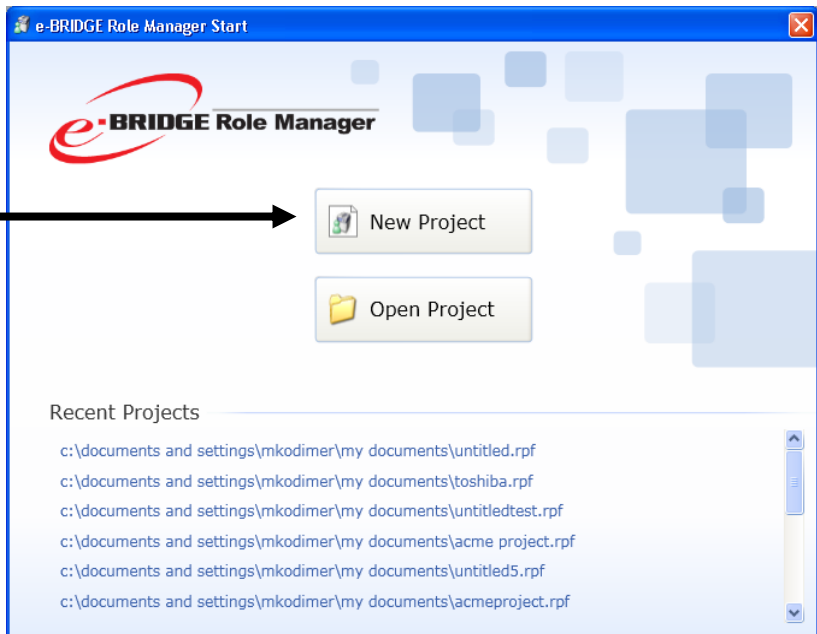 e-BRIDGE Role Manager Start
e-BRIDGE Role Manager
New Project
Open Project
Recent Projects
c:\documents and settings\mkodimer\my documents\untitled.rpf
c:\documents and settings\mkodimer\my documents\toshiba.rpf
c:\documents and settings\mkodimer\my documents\untitledtest.rpf
c:\documents and settings\mkodimer\my documents\acme project.rpf
c:\documents and settings\mkodimer\my documents\untitled5.rpf
c:\documents and settings\mkodimer\my documents\acmeproject.rpf